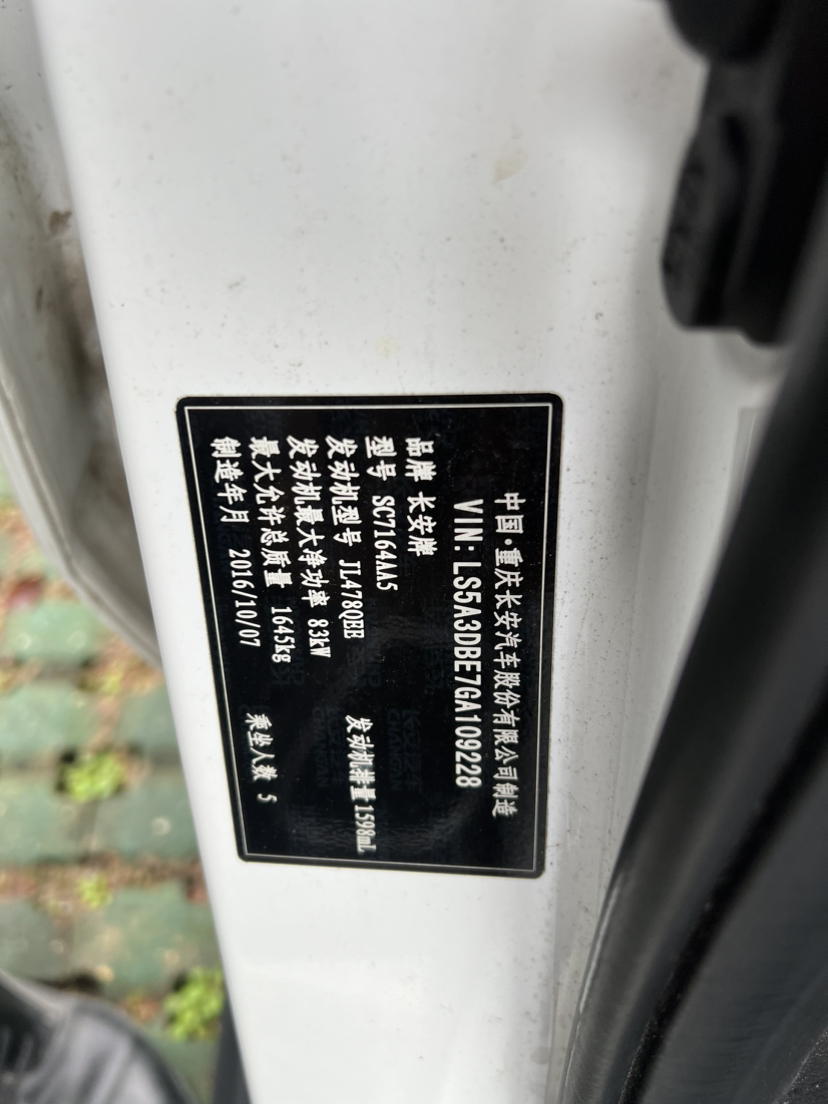 中国·重庆长安汽车股份有限公司制造
VIN:LS5A3DBE7GA109228
品牌 长安牌
型号 SC7164AA5
发动机型号 JL478QEE 发动机排量 1598mL
发动机最大净功率 83kW
最大允许总质量 1645kg
制造年月 2016/10/07 乘坐人数 5